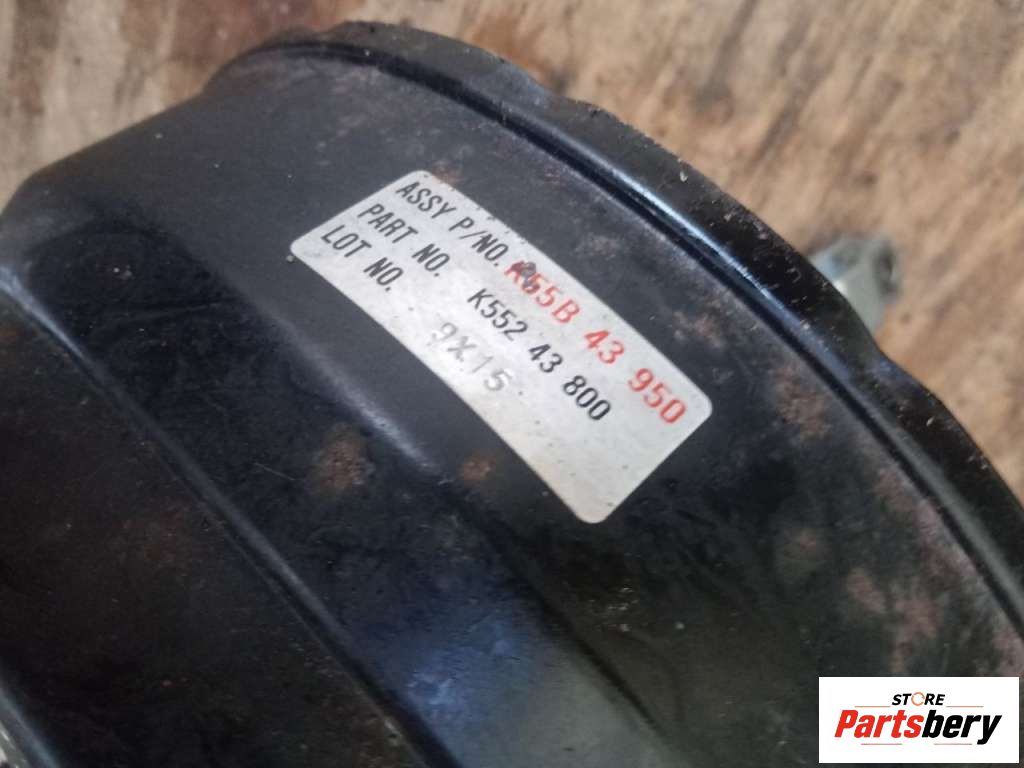 ASSY P/NO. K55B 43 950
PART NO. K552 43 800
LOT NO. 9X15
STORE
Partsbery